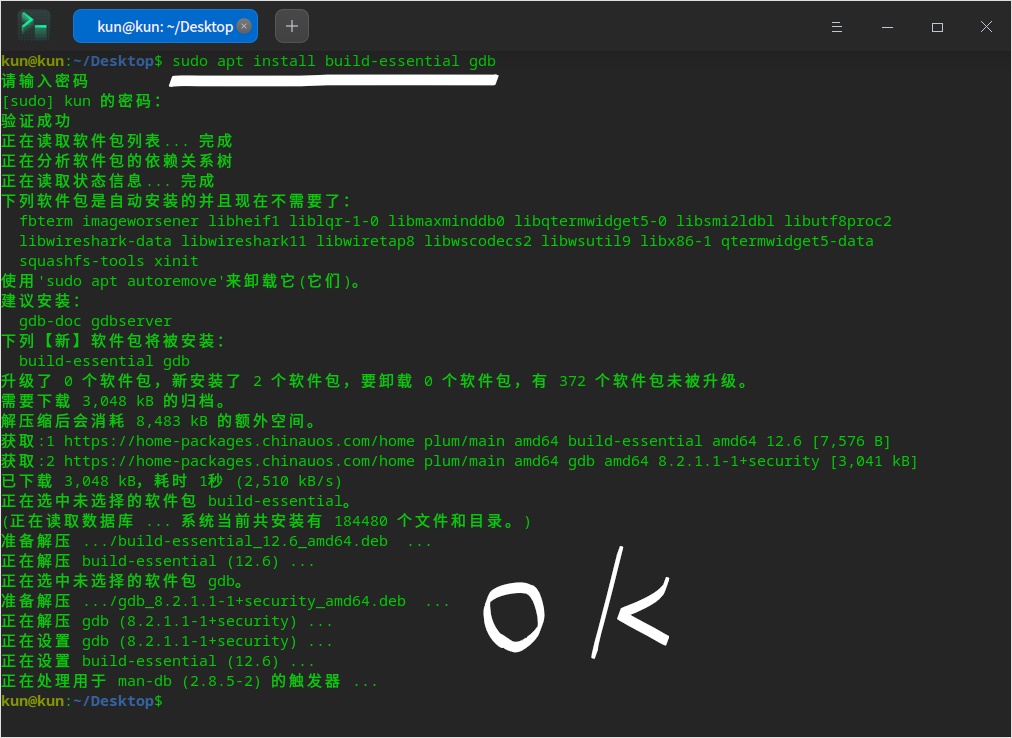 kun@kun: ~/Desktop
kun@kun:~/Desktop$ sudo apt install build-essential gdb
请输入密码
[sudo] kun 的密码：
验证成功
正在读取软件包列表... 完成
正在分析软件包的依赖关系树
正在读取状态信息... 完成
下列软件包是自动安装的并且现在不需要了：
fbterm imageworsener libheif1 liblqr-1-0 libmaxminddb0 libqtermwidget5-0 libsmi2ldbl libutf8proc2
libwireshark-data libwireshark11 libwiretap8 libwscodecs2 libwsutil9 libx86-1 qtermwidget5-data
squashfs-tools xinit
使用'sudo apt autoremove'来卸载它(它们)。
建议安装：
gdb-doc gdbserver
下列【新】软件包将被安装：
build-essential gdb
升级了 0 个软件包，新安装了 2 个软件包，要卸载 0 个软件包，有 372 个软件包未被升级。
需要下载 3,048 kB 的归档。
解压缩后会消耗 8,483 kB 的额外空间。
获取:1 https://home-packages.chinauos.com/home plum/main amd64 build-essential amd64 12.6 [7,576 B]
获取:2 https://home-packages.chinauos.com/home plum/main amd64 gdb amd64 8.2.1.1-1+security [3,041 kB]
已下载 3,048 kB，耗时 1秒 (2,510 kB/s)
正在选中未选择的软件包 build-essential。
(正在读取数据库 ... 系统当前共安装有 184480 个文件和目录。)
准备解压 .../build-essential_12.6_amd64.deb  ...
正在解压 build-essential (12.6) ...
正在选中未选择的软件包 gdb。
准备解压 .../gdb_8.2.1.1-1+security_amd64.deb  ...
正在解压 gdb (8.2.1.1-1+security) ...
正在设置 gdb (8.2.1.1-1+security) ...
正在设置 build-essential (12.6) ...
正在处理用于 man-db (2.8.5-2) 的触发器 ...
kun@kun:~/Desktop$
ok